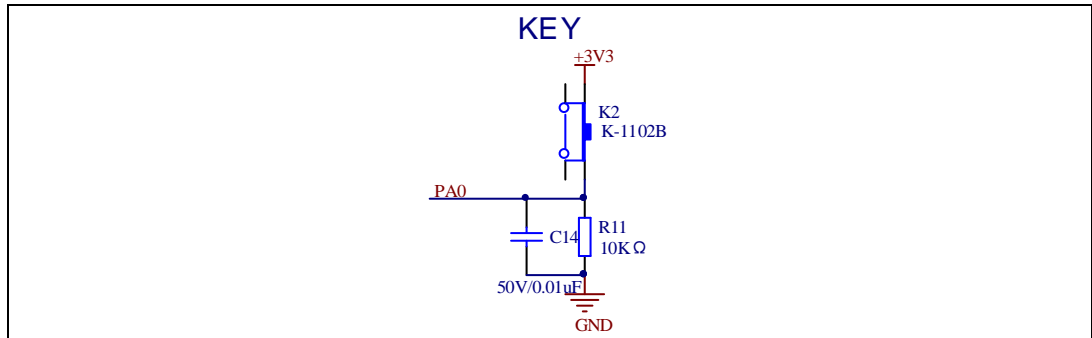 KEY
+3V3
K2
K-1102B
PA0
C14
R11
10KΩ
50V/0.01uF
GND